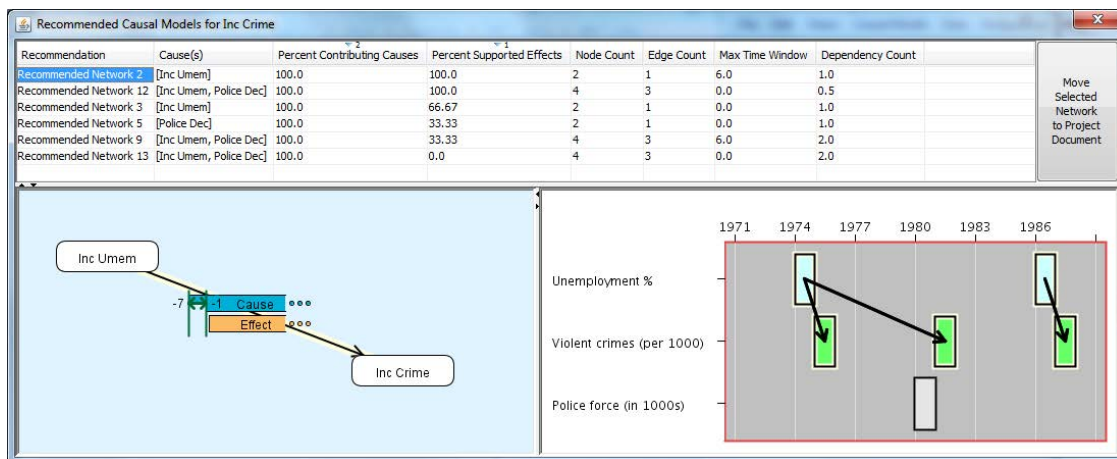 Recommended Causal Models for Inc Crime
Recommendation Cause(s) Percent Contributing Causes Percent Supported Effects Node Count Edge Count Max Time Window Dependency Count
2 1
Recommended Network 2 [Inc Umem] 100.0 100.0 2 1 6.0 1.0
Recommended Network 12 [Inc Umem, Police Dec] 100.0 100.0 4 3 0.0 0.5
Recommended Network 3 [Inc Umem] 100.0 66.67 2 1 0.0 1.0
Recommended Network 5 [Police Dec] 100.0 33.33 2 1 0.0 1.0
Recommended Network 9 [Inc Umem, Police Dec] 100.0 33.33 4 3 6.0 2.0
Recommended Network 13 [Inc Umem, Police Dec] 100.0 0.0 4 3 0.0 2.0
Move
Selected
Network
to Project
Document
Inc Umem
-7 -1 Cause
Effect
Inc Crime
1971 1974 1977 1980 1983 1986
Unemployment %
Violent crimes (per 1000)
Police force (in 1000s)